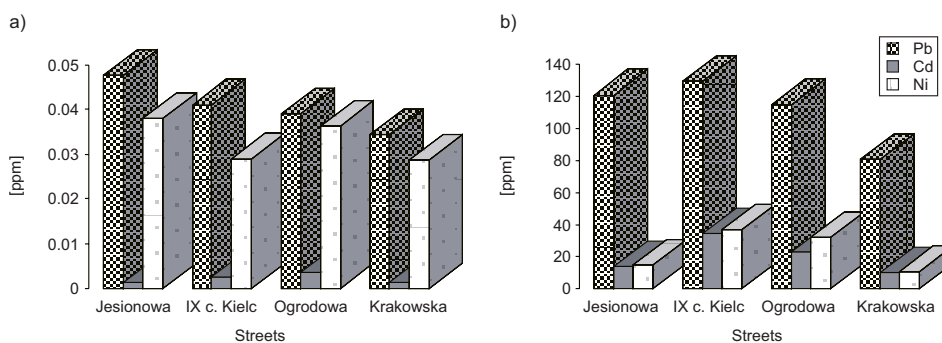 a)
[ppm]
0.05
0.04
0.03
0.02
0.01
0
Jesionowa IX c. Kielc Ogrodowa Krakowska
Streets
b)
Pb
Cd
Ni
[ppm]
140
120
100
80
60
40
20
0
Jesionowa IX c. Kielc Ogrodowa Krakowska
Streets